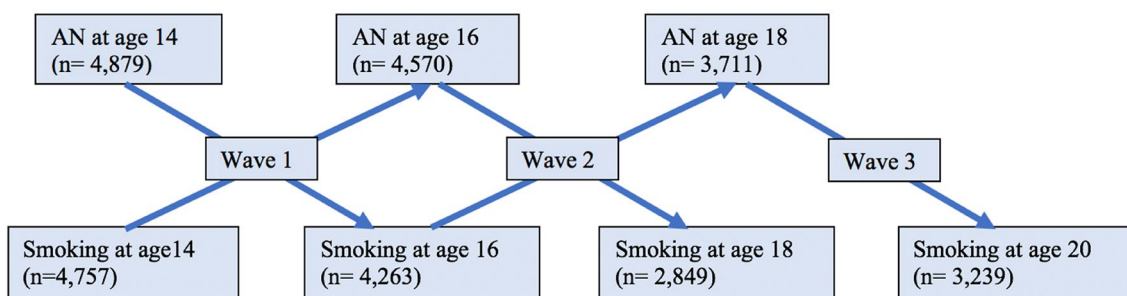 AN at age 14
(n= 4,879)
AN at age 16
(n= 4,570)
AN at age 18
(n= 3,711)
Wave 1
Wave 2
Wave 3
Smoking at age14
(n=4,757)
Smoking at age 16
(n= 4,263)
Smoking at age 18
(n= 2,849)
Smoking at age 20
(n= 3,239)